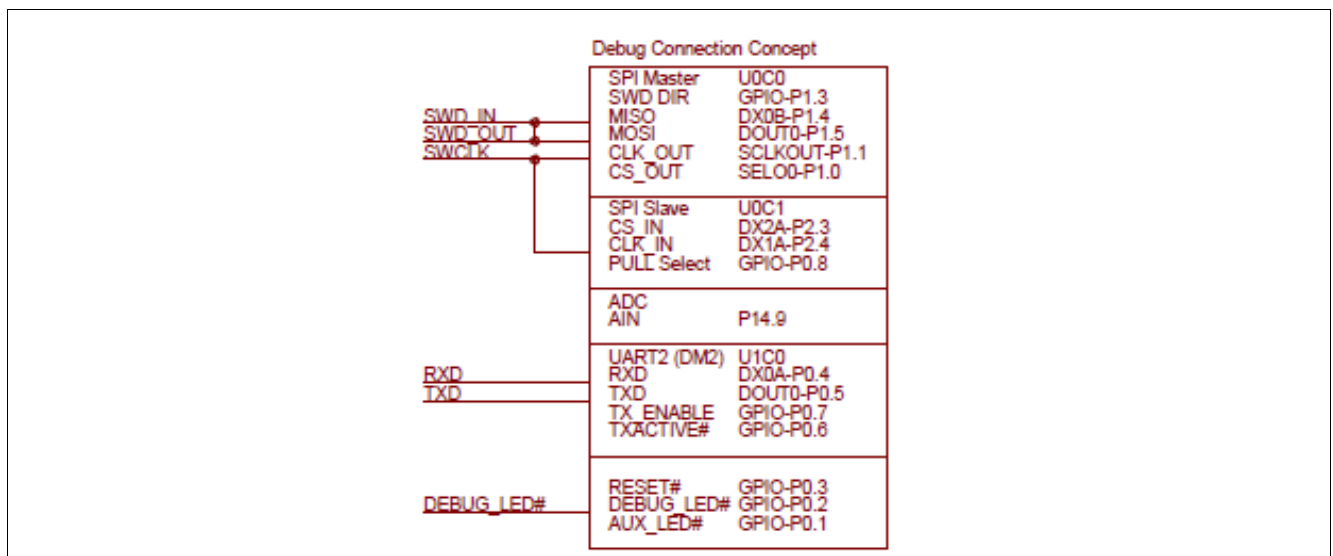 Debug Connection Concept
SPI Master U0C0
SWD DIR GPIO-P1.3
SWD_IN MISO DX0B-P1.4
SWD_OUT MOSI DOUT0-P1.5
SWCLK CLK_OUT SCLKOUT-P1.1
CS_OUT SELO0-P1.0
SPI Slave U0C1
CS_IN DX2A-P2.3
CLK_IN DX1A-P2.4
PULL Select GPIO-P0.8
ADC
AIN P14.9
UART2 (DM2) U1C0
RXD RXD DX0A-P0.4
TXD TXD DOUT0-P0.5
TX_ENABLE GPIO-P0.7
TXACTIVE# GPIO-P0.6
RESET# GPIO-P0.3
DEBUG_LED# DEBUG_LED# GPIO-P0.2
AUX_LED# GPIO-P0.1